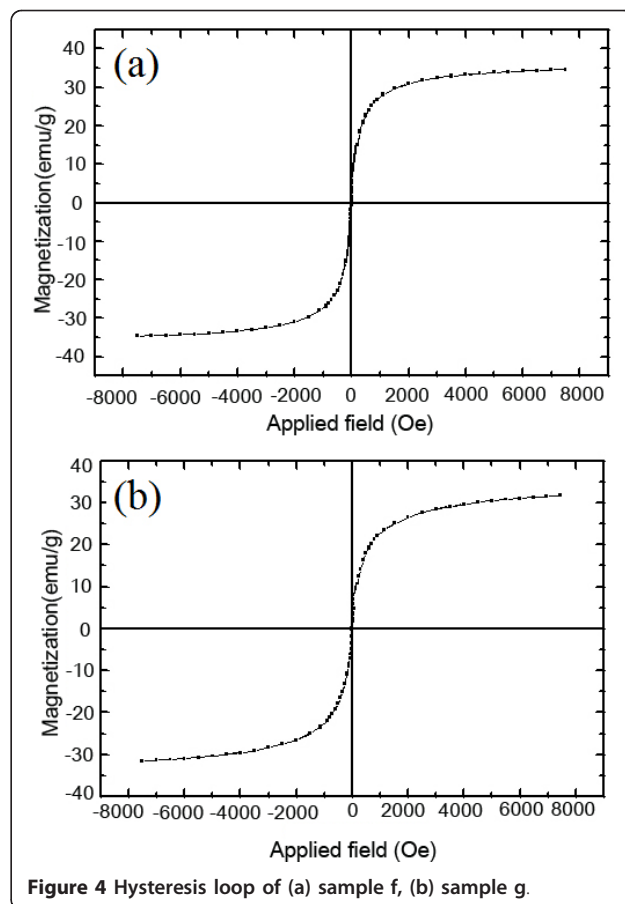 (a)
Magnetization(emu/g)
40
30
20
10
0
-10
-20
-30
-40
-8000 -6000 -4000 -2000 0 2000 4000 6000 8000
Applied field (Oe)
(b)
Magnetization(emu/g)
40
30
20
10
0
-10
-20
-30
-40
-8000 -6000 -4000 -2000 0 2000 4000 6000 8000
Applied field (Oe)
Figure 4 Hysteresis loop of (a) sample f, (b) sample g.